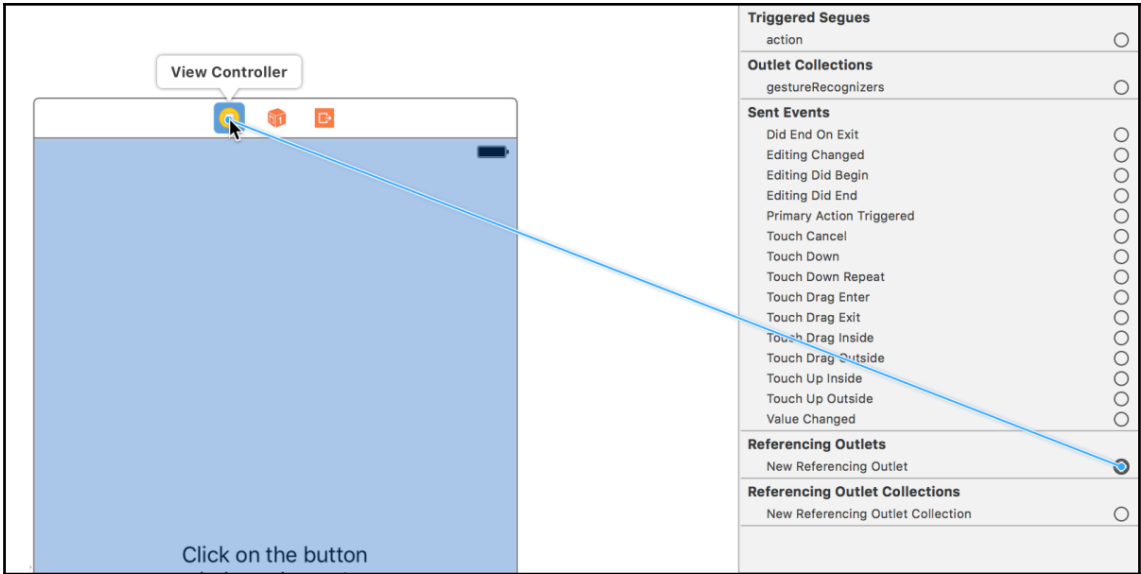 View Controller
1
Click on the button
Triggered Segues
action
Outlet Collections
gestureRecognizers
Sent Events
Did End On Exit
Editing Changed
Editing Did Begin
Editing Did End
Primary Action Triggered
Touch Cancel
Touch Down
Touch Down Repeat
Touch Drag Enter
Touch Drag Exit
Touch Drag Inside
Touch Drag Outside
Touch Up Inside
Touch Up Outside
Value Changed
Referencing Outlets
New Referencing Outlet
Referencing Outlet Collections
New Referencing Outlet Collection